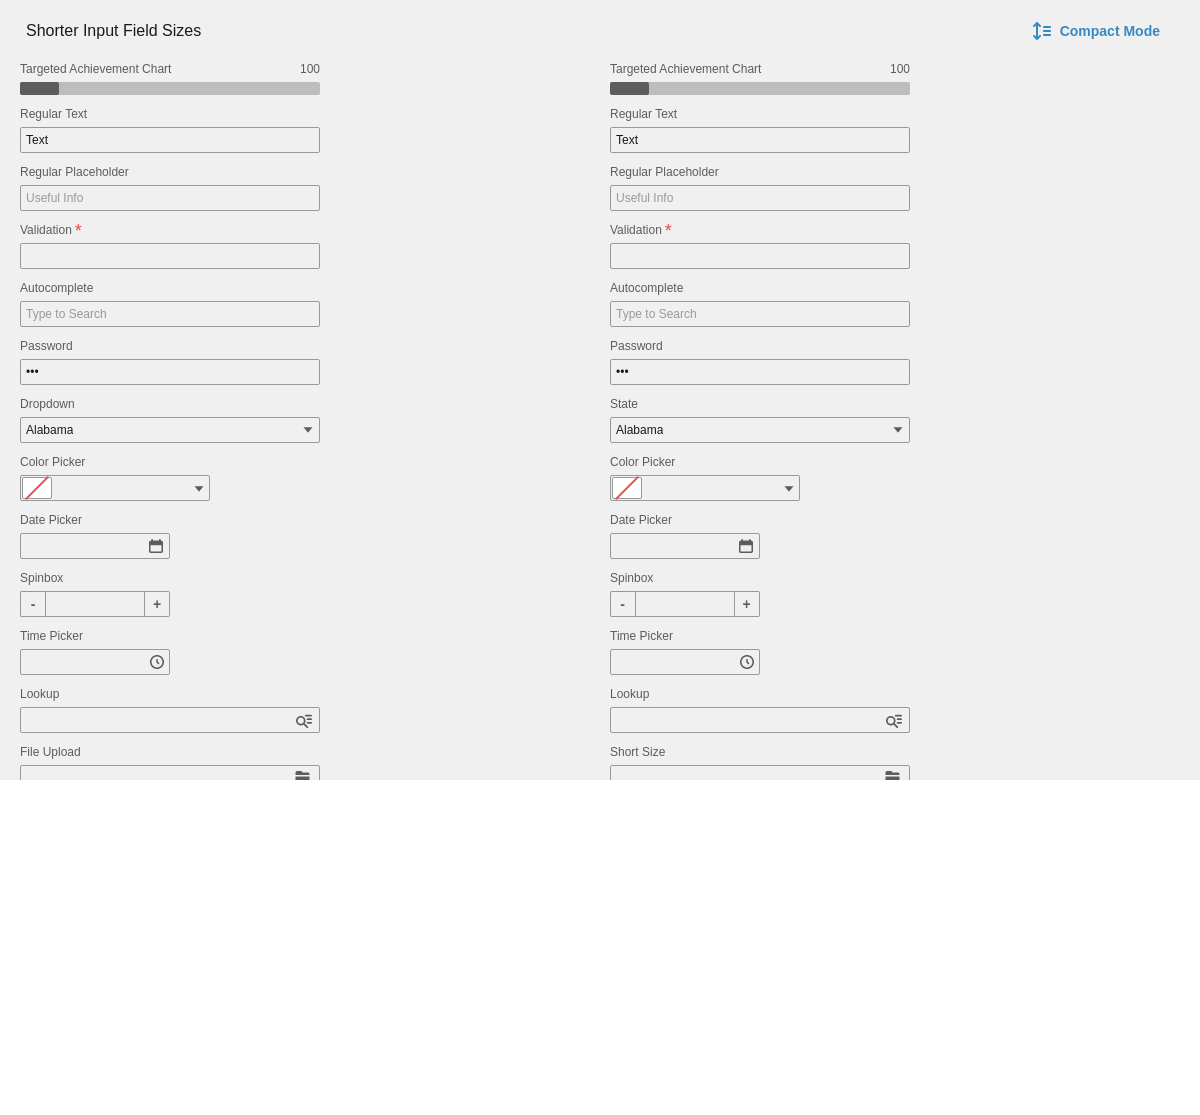 Shorter Input Field Sizes
Compact Mode
Targeted Achievement Chart 100
Regular Text
Text
Regular Placeholder
Useful Info
Validation *
Autocomplete
Type to Search
Password
•••
Dropdown
Alabama
Color Picker
Date Picker
Spinbox
- +
Time Picker
Lookup
File Upload
Targeted Achievement Chart 100
Regular Text
Text
Regular Placeholder
Useful Info
Validation *
Autocomplete
Type to Search
Password
•••
State
Alabama
Color Picker
Date Picker
Spinbox
- +
Time Picker
Lookup
Short Size